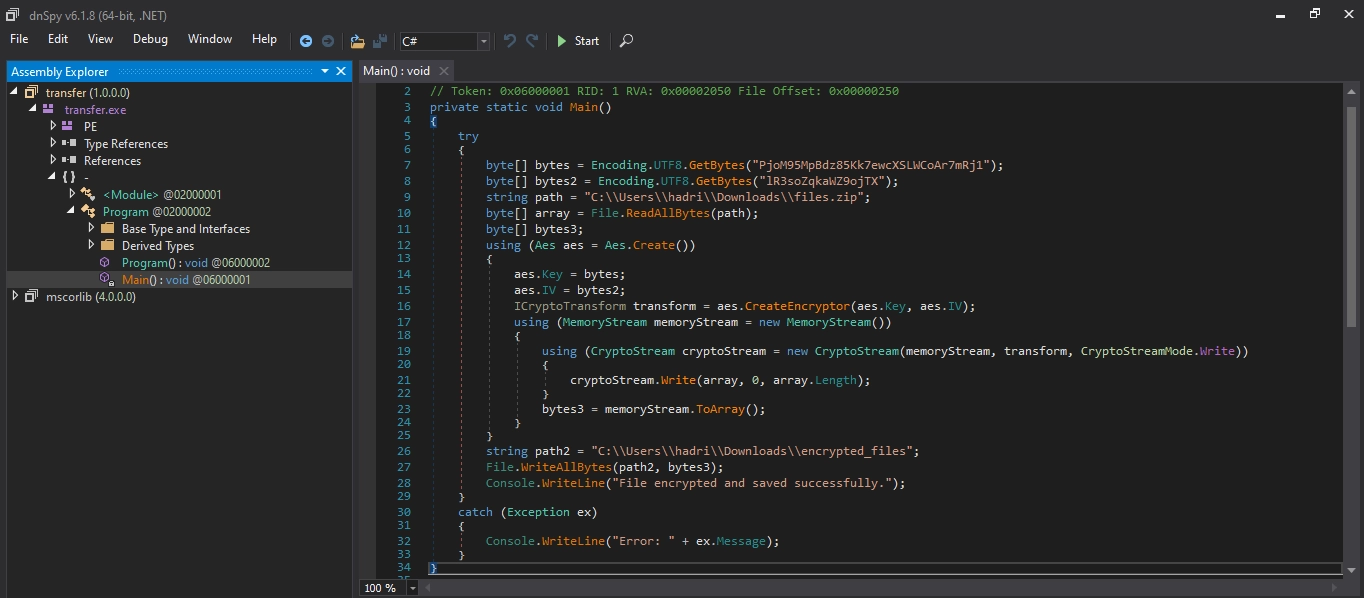 dnSpy v6.1.8 (64-bit, .NET)
File Edit View Debug Window Help C# Start
Assembly Explorer
transfer (1.0.0.0)
transfer.exe
PE
Type References
References
{ } -
<Module> @02000001
Program @02000002
Base Type and Interfaces
Derived Types
Program() : void @06000002
Main() : void @06000001
mscorlib (4.0.0.0)
Main() : void
2 // Token: 0x06000001 RID: 1 RVA: 0x00002050 File Offset: 0x00000250
3 private static void Main()
4 {
5 try
6 {
7 byte[] bytes = Encoding.UTF8.GetBytes("PjoM95MpBdz85Kk7ewcXSLWCoAr7mRj1");
8 byte[] bytes2 = Encoding.UTF8.GetBytes("lR3soZqkaWZ9ojTX");
9 string path = "C:\\Users\\hadri\\Downloads\\files.zip";
10 byte[] array = File.ReadAllBytes(path);
11 byte[] bytes3;
12 using (Aes aes = Aes.Create())
13 {
14 aes.Key = bytes;
15 aes.IV = bytes2;
16 ICryptoTransform transform = aes.CreateEncryptor(aes.Key, aes.IV);
17 using (MemoryStream memoryStream = new MemoryStream())
18 {
19 using (CryptoStream cryptoStream = new CryptoStream(memoryStream, transform, CryptoStreamMode.Write))
20 {
21 cryptoStream.Write(array, 0, array.Length);
22 }
23 bytes3 = memoryStream.ToArray();
24 }
25 }
26 string path2 = "C:\\Users\\hadri\\Downloads\\encrypted_files";
27 File.WriteAllBytes(path2, bytes3);
28 Console.WriteLine("File encrypted and saved successfully.");
29 }
30 catch (Exception ex)
31 {
32 Console.WriteLine("Error: " + ex.Message);
33 }
34 }
35
100 %